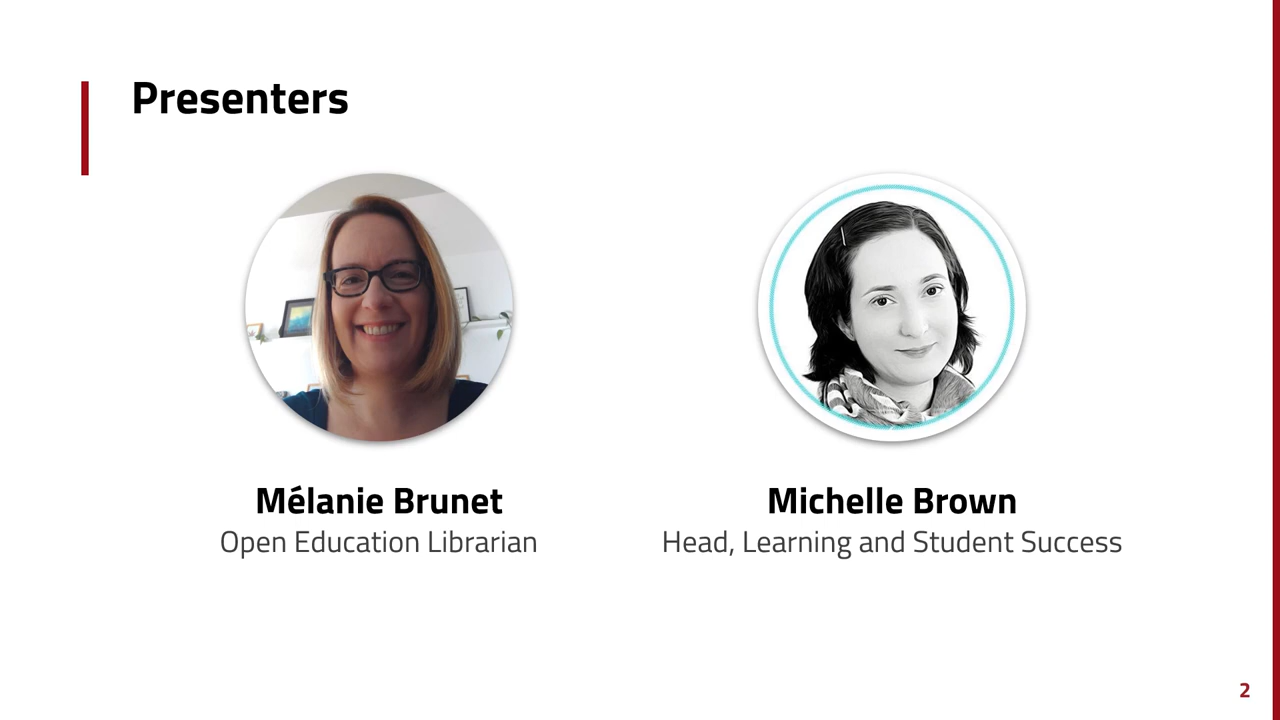 Presenters
Mélanie Brunet
Open Education Librarian
Michelle Brown
Head, Learning and Student Success
2